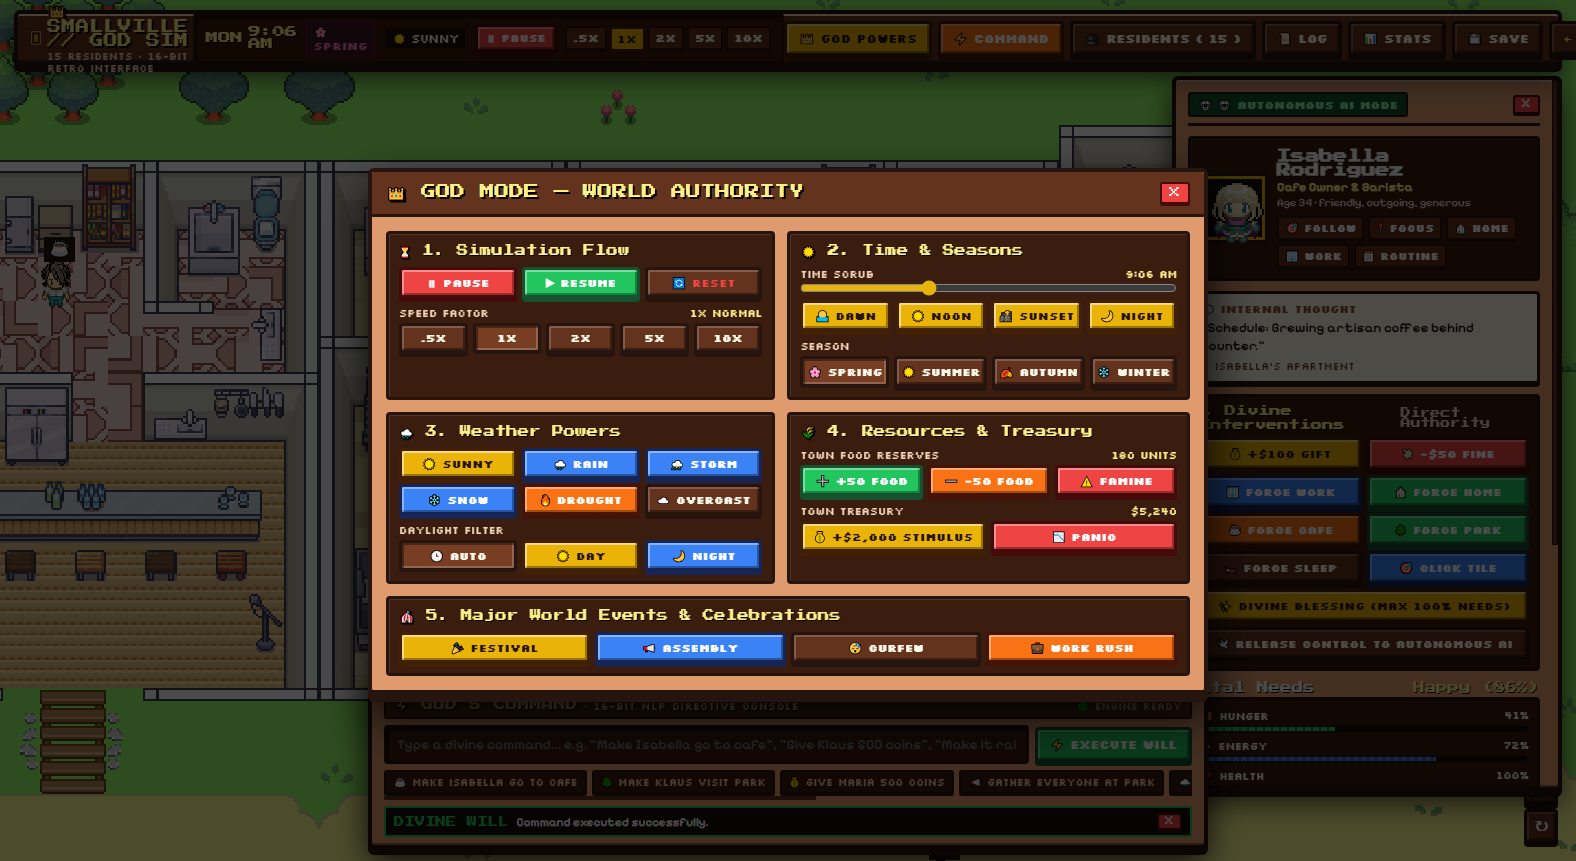 SMALLVILLE
// GOD SIM
15 RESIDENTS · 16-BIT
RETRO INTERFACE
MON 9:06 AM
SPRING
SUNNY
PAUSE
.5X 1X 2X 5X 10X
GOD POWERS
COMMAND
RESIDENTS ( 15 )
LOG
STATS
SAVE
AUTONOMOUS AI MODE
Isabella
Rodriguez
Cafe Owner & Barista
Age 34 · friendly, outgoing, generous
FOLLOW FOCUS HOME
WORK ROUTINE
INTERNAL THOUGHT
Schedule: Brewing artisan coffee behind
counter."
ISABELLA'S APARTMENT
Divine
Interventions
Direct
Authority
+$100 GIFT -$50 FINE
FORCE WORK FORCE HOME
FORCE CAFE FORCE PARK
FORCE SLEEP CLICK TILE
DIVINE BLESSING (MAX 100% NEEDS)
RELEASE CONTROL TO AUTONOMOUS AI
tal Needs Happy (86%)
HUNGER 41%
ENERGY 72%
HEALTH 100%
GOD MODE — WORLD AUTHORITY
1. Simulation Flow
PAUSE RESUME RESET
SPEED FACTOR 1X NORMAL
.5X 1X 2X 5X 10X
2. Time & Seasons
TIME SCRUB 9:06 AM
DAWN NOON SUNSET NIGHT
SEASON
SPRING SUMMER AUTUMN WINTER
3. Weather Powers
SUNNY RAIN STORM
SNOW DROUGHT OVERCAST
DAYLIGHT FILTER
AUTO DAY NIGHT
4. Resources & Treasury
TOWN FOOD RESERVES 180 UNITS
+50 FOOD -50 FOOD FAMINE
TOWN TREASURY $5,240
+$2,000 STIMULUS PANIC
5. Major World Events & Celebrations
FESTIVAL ASSEMBLY CURFEW WORK RUSH
GOD'S COMMAND · 16-BIT NLP DIRECTIVE CONSOLE ENGINE READY
Type a divine command... e.g. "Make Isabella go to cafe", "Give Klaus 200 coins", "Make it rai
EXECUTE WILL
MAKE ISABELLA GO TO CAFE MAKE KLAUS VISIT PARK GIVE MARIA 500 COINS GATHER EVERYONE AT PARK
DIVINE WILL Command executed successfully.